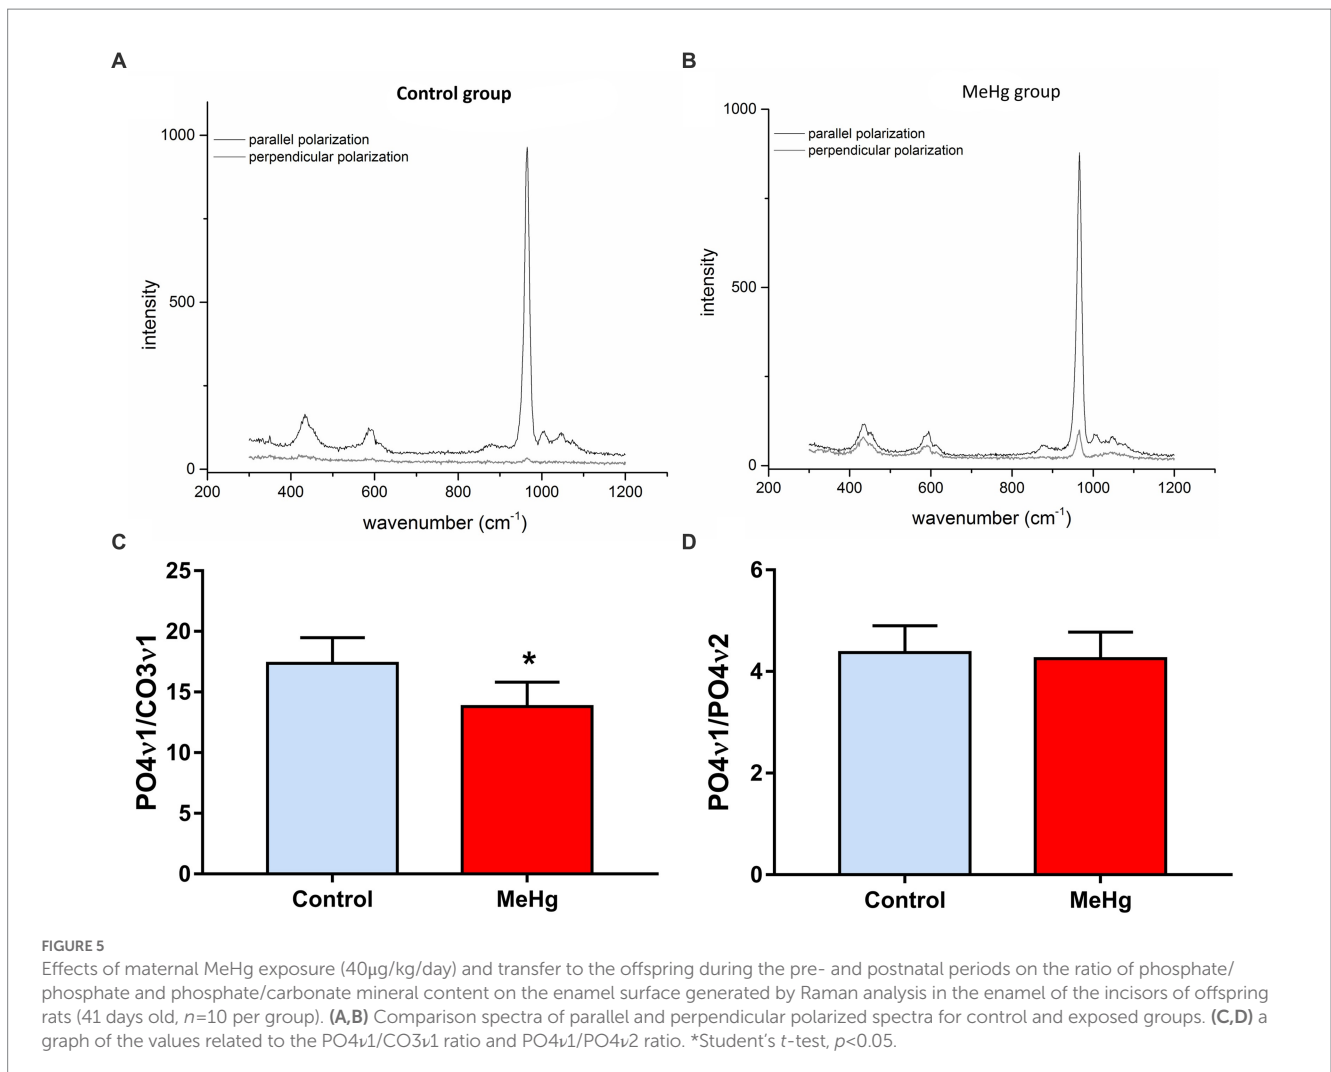 A
Control group
1000
500
0
intensity
parallel polarization
perpendicular polarization
200 400 600 800 1000 1200
wavenumber (cm-1)
B
MeHg group
1000
500
0
intensity
parallel polarization
perpendicular polarization
200 400 600 800 1000 1200
wavenumber (cm-1)
C
25
20
15
10
5
0
PO4ν1/CO3ν1
*
Control MeHg
D
6
4
2
0
PO4ν1/PO4ν2
Control MeHg
FIGURE 5
Effects of maternal MeHg exposure (40μg/kg/day) and transfer to the offspring during the pre- and postnatal periods on the ratio of phosphate/
phosphate and phosphate/carbonate mineral content on the enamel surface generated by Raman analysis in the enamel of the incisors of offspring
rats (41 days old, n=10 per group). (A,B) Comparison spectra of parallel and perpendicular polarized spectra for control and exposed groups. (C,D) a
graph of the values related to the PO4ν1/CO3ν1 ratio and PO4ν1/PO4ν2 ratio. *Student's t-test, p<0.05.